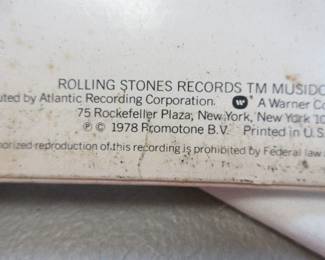 ROLLING STONES RECORDS TM MUSIDO
uted by Atlantic Recording Corporation. A Warner Co
75 Rockefeller Plaza, New York, New York 10
℗ © 1978 Promotone B.V. Printed in U.S
horized reproduction of this recording is prohibited by Federal law